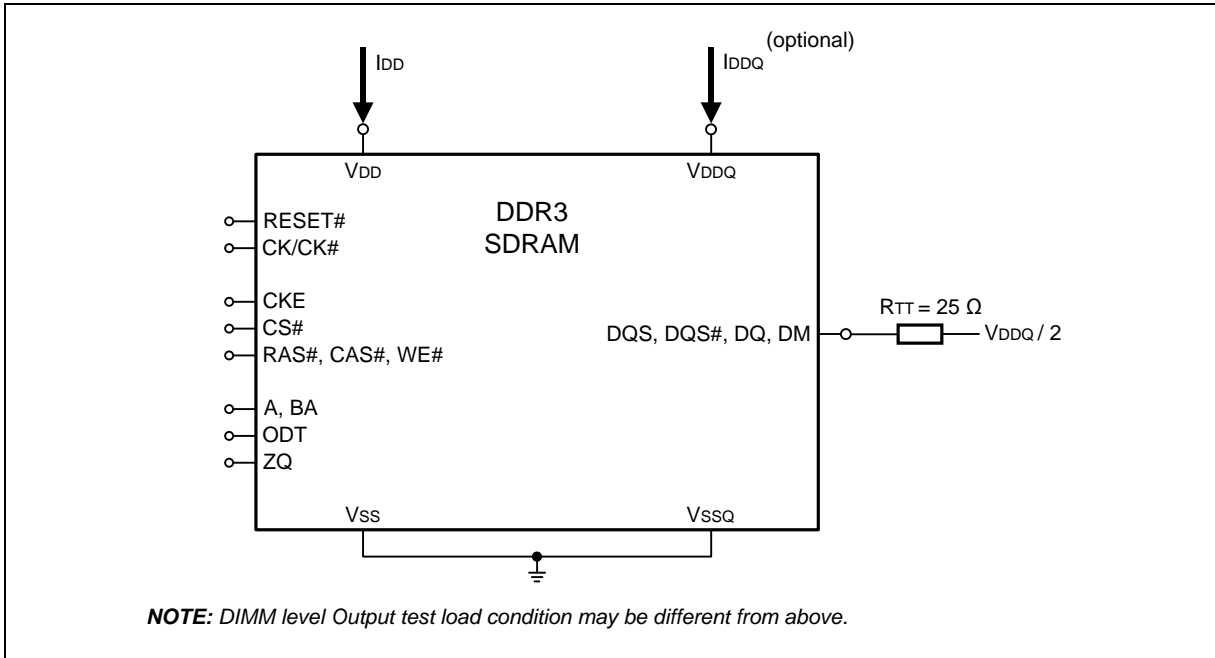 (optional)
IDD
IDDQ
VDD
VDDQ
DDR3
SDRAM
RESET#
CK/CK#
CKE
CS#
RAS#, CAS#, WE#
DQS, DQS#, DQ, DM
RTT = 25 Ω
VDDQ / 2
A, BA
ODT
ZQ
VSS
VSSQ
NOTE: DIMM level Output test load condition may be different from above.